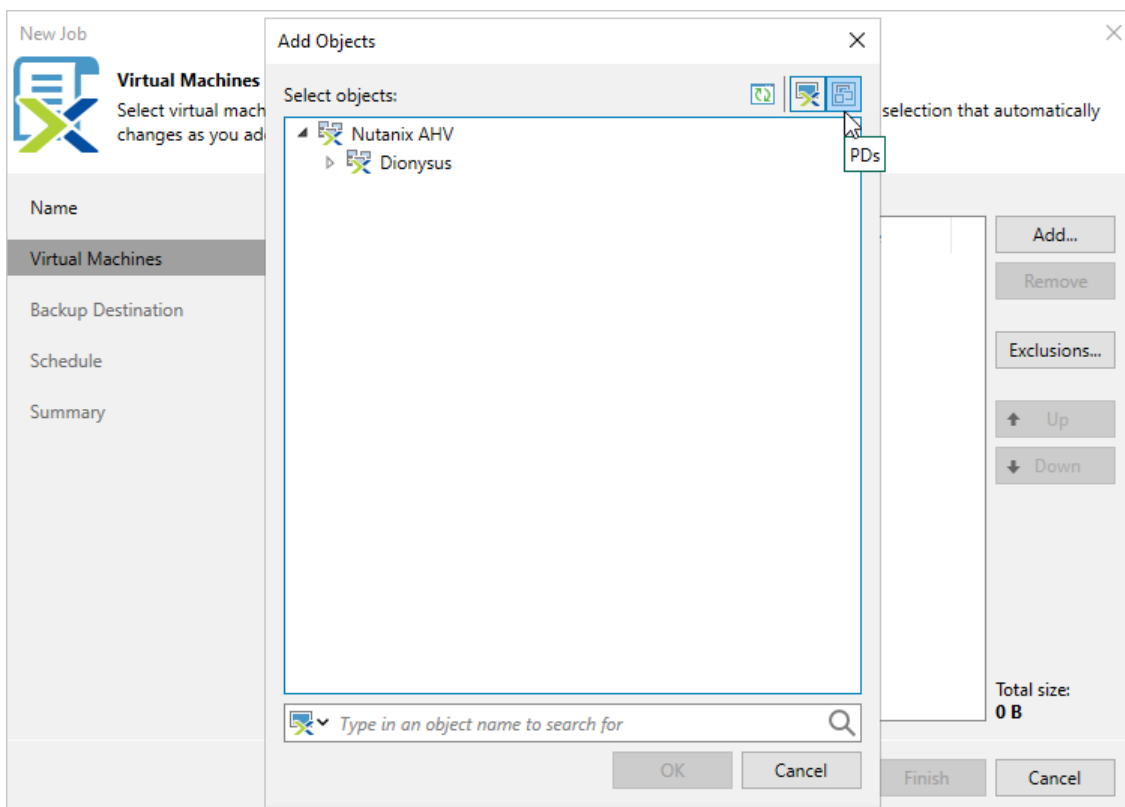 New Job
Virtual Machines
Select virtual mach
changes as you ad
selection that automatically
Name
Virtual Machines
Backup Destination
Schedule
Summary
Add Objects
Select objects:
PDs
Nutanix AHV
Dionysus
Type in an object name to search for
OK
Cancel
Add...
Remove
Exclusions...
Up
Down
Total size:
0 B
Finish
Cancel